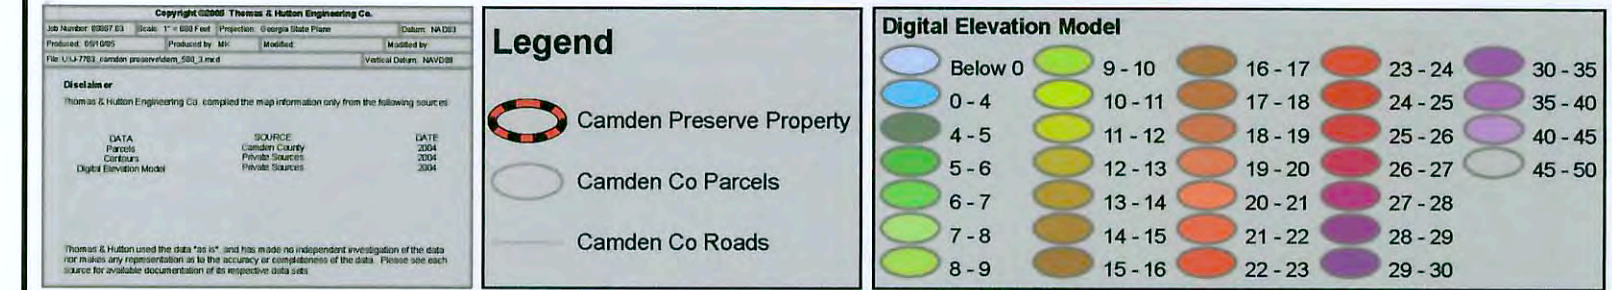 Copyright ©2005 Thomas & Hutton Engineering Co.
Scale: 1" = 600 Feet Projection: Georgia State Plane Datum: NAD83
Produced: 09/10/05 Produced by: MK Modified: Modified by
Vertical Datum: NAVD88
Disclaimer
Thomas & Hutton Engineering Co. complied the map information only from the following sources
DATA SOURCE DATE
Parcels Camden County 2004
Contours Private Sources 2004
Digital Elevation Model Private Sources 2004
Thomas & Hutton used the data "as is", and has made no independent investigation of the data
nor makes any representation as to the accuracy or completeness of the data. Please see each
source for available documentation of its respective data sets
Legend
Camden Preserve Property
Camden Co Parcels
Camden Co Roads
Digital Elevation Model
Below 0
0 - 4
4 - 5
5 - 6
6 - 7
7 - 8
8 - 9
9 - 10
10 - 11
11 - 12
12 - 13
13 - 14
14 - 15
15 - 16
16 - 17
17 - 18
18 - 19
19 - 20
20 - 21
21 - 22
22 - 23
23 - 24
24 - 25
25 - 26
26 - 27
27 - 28
28 - 29
29 - 30
30 - 35
35 - 40
40 - 45
45 - 50